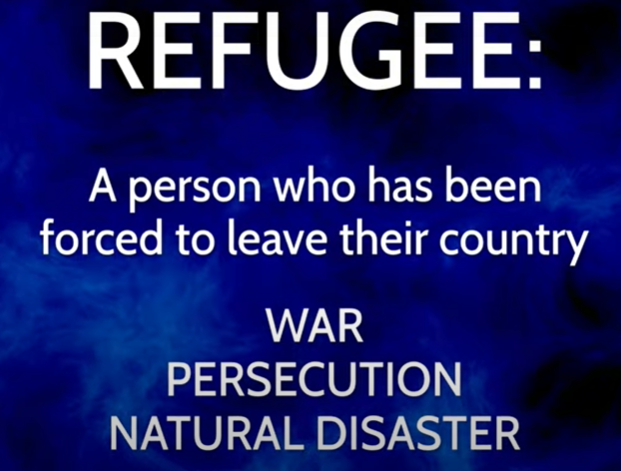 REFUGEE:
A person who has been
forced to leave their country
WAR
PERSECUTION
NATURAL DISASTER